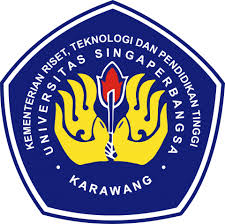 KEMENTERIAN RISET, TEKNOLOGI DAN PENDIDIKAN TINGGI
UNIVERSITAS SINGAPERBANGSA
KARAWANG